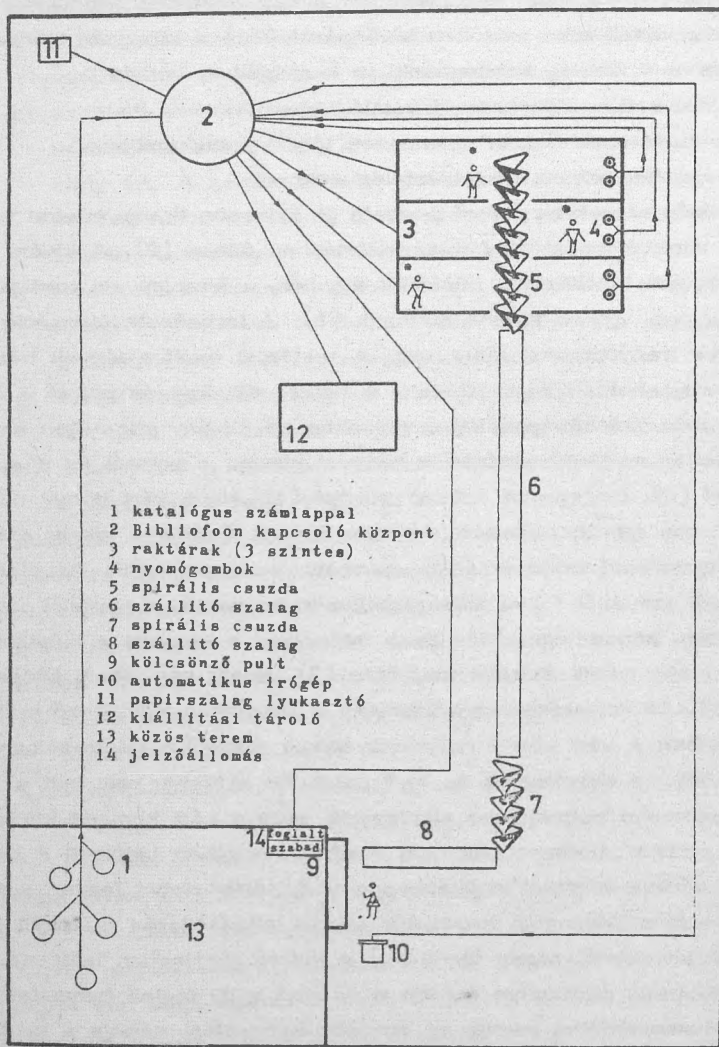 11
2
3
4
5
12
6
1 katalógus számlappal
2 Bibliofoon kapcsoló központ
3 raktárak (3 szintes)
4 nyomógombok
5 spirális csuzda
6 szállitó szalag
7 spirális csuzda
8 szállitó szalag
9 kölcsönző pult
10 automatikus irógép
11 papirszalag lyukasztó
12 kiállitási tároló
13 közös terem
14 jelzőállomás
7
14 foglalt
szabad
8
9
1
13
10